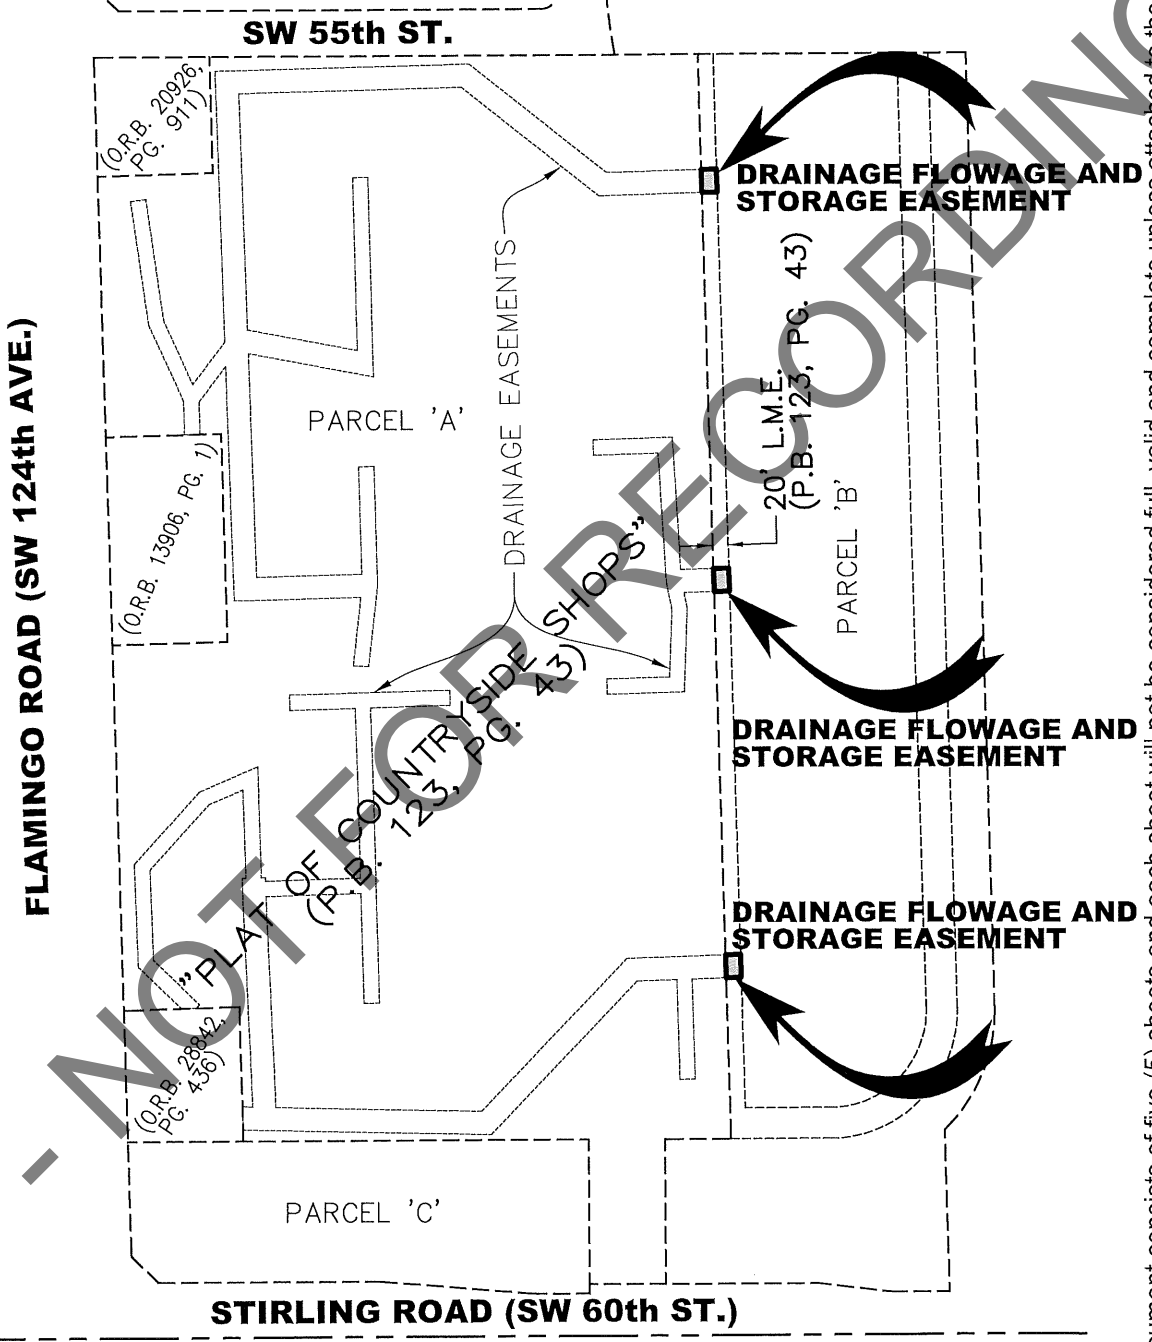 SW 55th ST.
(O.R.B. 20926,
PG. 911)
DRAINAGE FLOWAGE AND
STORAGE EASEMENT
DRAINAGE EASEMENTS
20' L.M.E.
(P.B. 123, PG. 43)
PARCEL 'A'
PARCEL 'B'
(O.R.B. 13906, PG. 1)
FLAMINGO ROAD (SW 124th AVE.)
"PLAT OF COUNTRYSIDE SHOPS"
(P.B. 123, PG. 43)
DRAINAGE FLOWAGE AND
STORAGE EASEMENT
DRAINAGE FLOWAGE AND
STORAGE EASEMENT
(O.R.B. 28842,
PG. 436)
PARCEL 'C'
STIRLING ROAD (SW 60th ST.)
- NOT FOR RECORDING